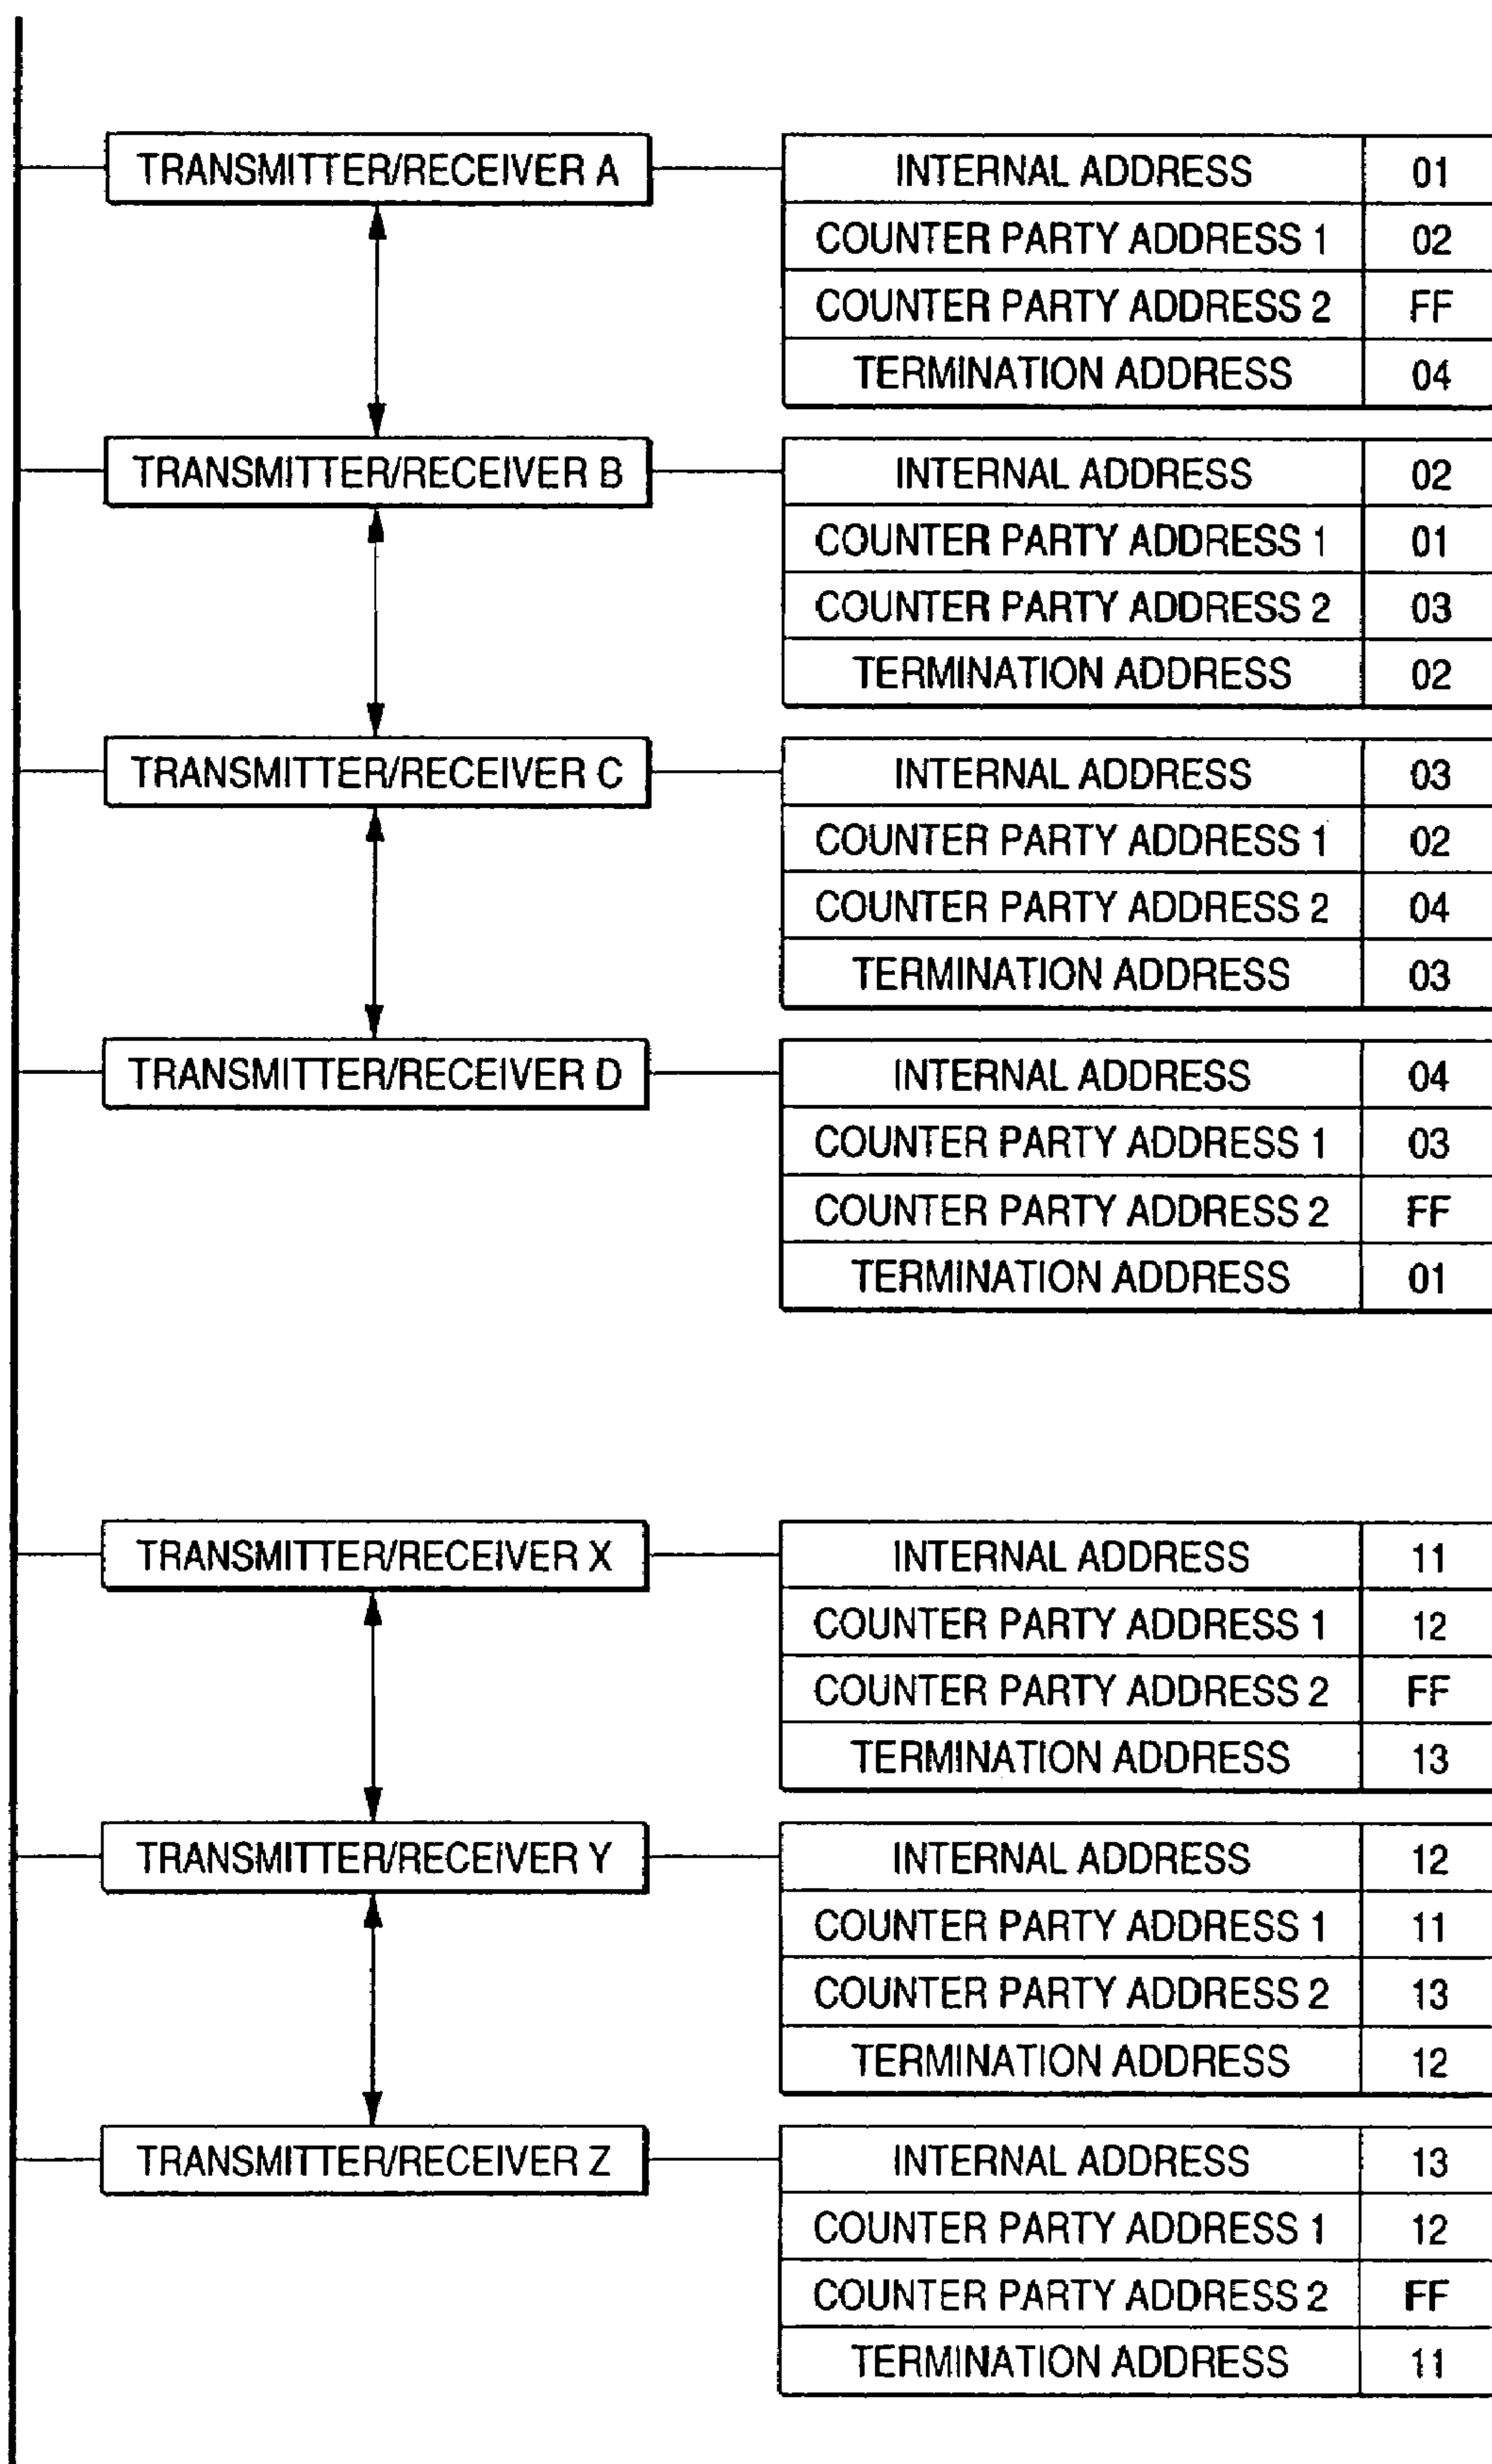 TRANSMITTER/RECEIVER A
INTERNAL ADDRESS 01
COUNTER PARTY ADDRESS 1 02
COUNTER PARTY ADDRESS 2 FF
TERMINATION ADDRESS 04
TRANSMITTER/RECEIVER B
INTERNAL ADDRESS 02
COUNTER PARTY ADDRESS 1 01
COUNTER PARTY ADDRESS 2 03
TERMINATION ADDRESS 02
TRANSMITTER/RECEIVER C
INTERNAL ADDRESS 03
COUNTER PARTY ADDRESS 1 02
COUNTER PARTY ADDRESS 2 04
TERMINATION ADDRESS 03
TRANSMITTER/RECEIVER D
INTERNAL ADDRESS 04
COUNTER PARTY ADDRESS 1 03
COUNTER PARTY ADDRESS 2 FF
TERMINATION ADDRESS 01
TRANSMITTER/RECEIVER X
INTERNAL ADDRESS 11
COUNTER PARTY ADDRESS 1 12
COUNTER PARTY ADDRESS 2 FF
TERMINATION ADDRESS 13
TRANSMITTER/RECEIVER Y
INTERNAL ADDRESS 12
COUNTER PARTY ADDRESS 1 11
COUNTER PARTY ADDRESS 2 13
TERMINATION ADDRESS 12
TRANSMITTER/RECEIVER Z
INTERNAL ADDRESS 13
COUNTER PARTY ADDRESS 1 12
COUNTER PARTY ADDRESS 2 FF
TERMINATION ADDRESS 11